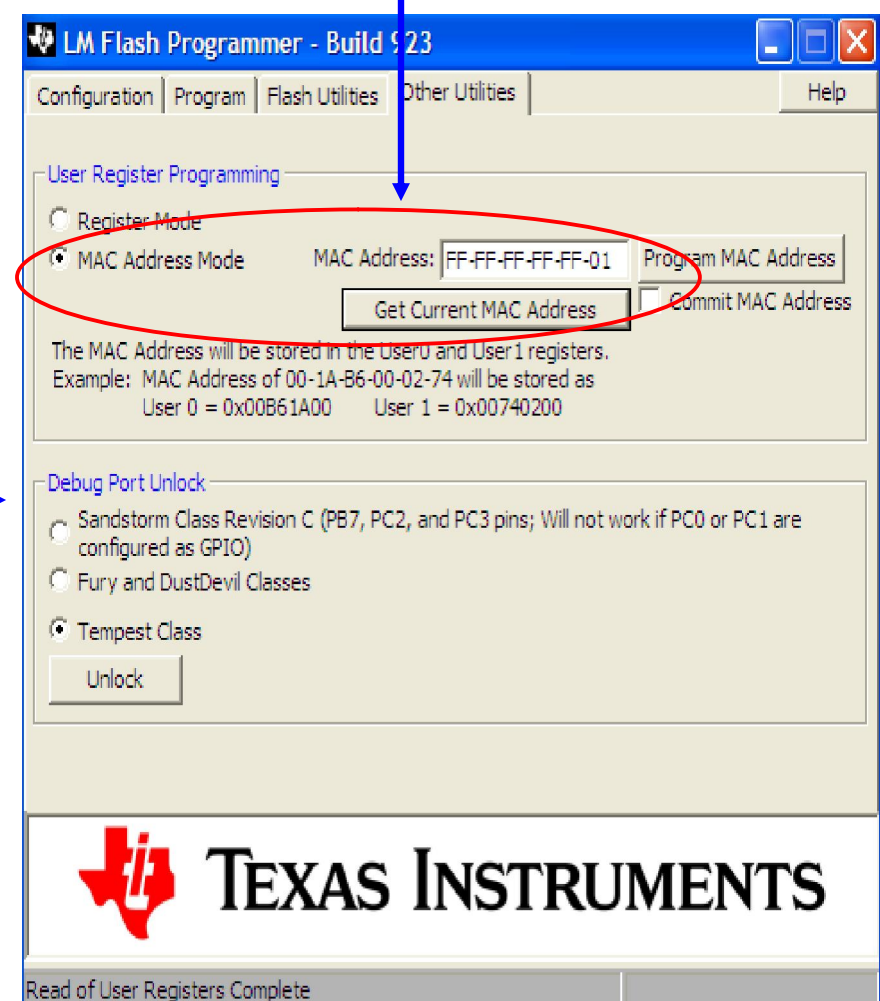 LM Flash Programmer - Build 923
Configuration Program Flash Utilities Other Utilities Help
User Register Programming
Register Mode
MAC Address Mode MAC Address: FF-FF-FF-FF-FF-01 Program MAC Address
Get Current MAC Address Commit MAC Address
The MAC Address will be stored in the User0 and User1 registers.
Example: MAC Address of 00-1A-B6-00-02-74 will be stored as
User 0 = 0x00B61A00 User 1 = 0x00740200
Debug Port Unlock
Sandstorm Class Revision C (PB7, PC2, and PC3 pins; Will not work if PC0 or PC1 are
configured as GPIO)
Fury and DustDevil Classes
Tempest Class
Unlock
TEXAS INSTRUMENTS
Read of User Registers Complete